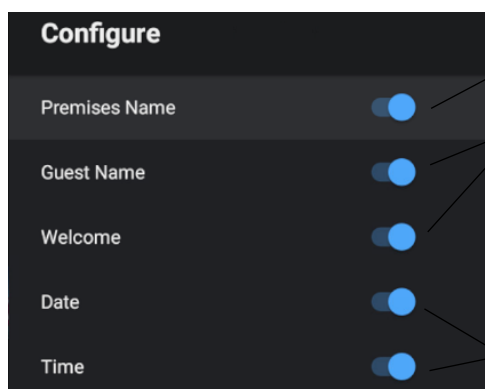 Configure
Premises Name
Guest Name
Welcome
Date
Time